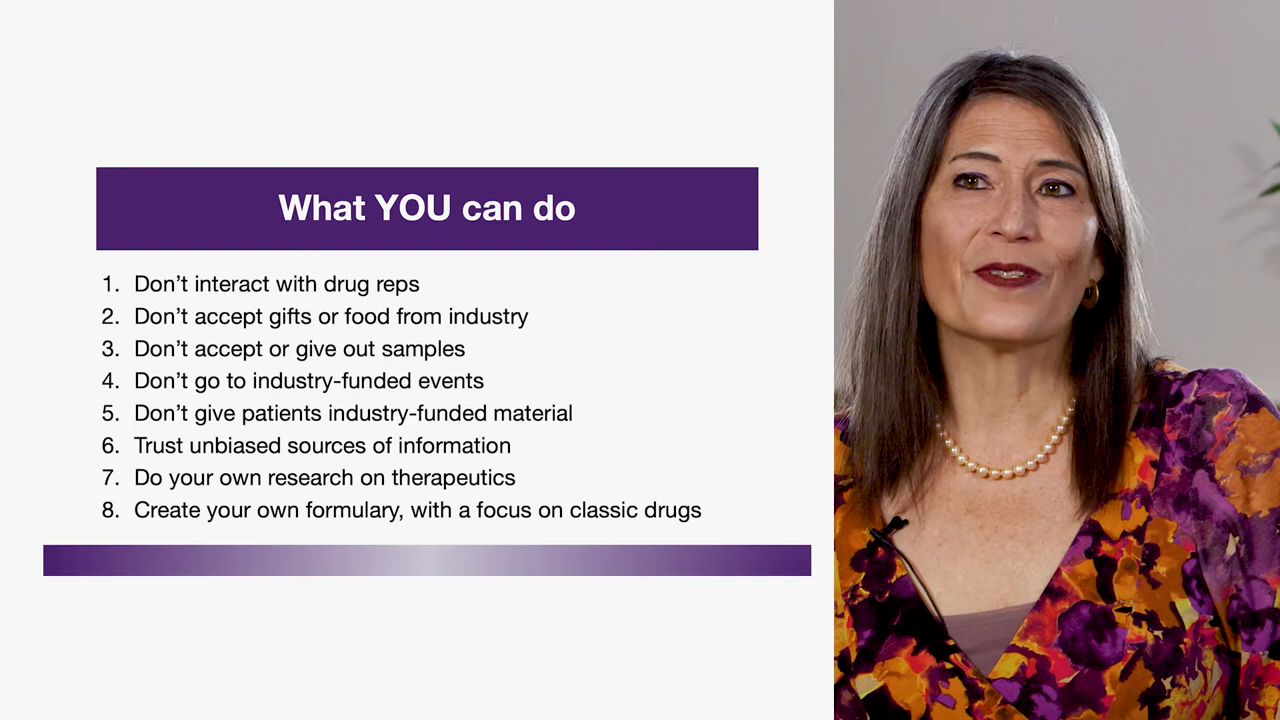 What YOU can do
1. Don’t interact with drug reps
2. Don’t accept gifts or food from industry
3. Don’t accept or give out samples
4. Don’t go to industry-funded events
5. Don’t give patients industry-funded material
6. Trust unbiased sources of information
7. Do your own research on therapeutics
8. Create your own formulary, with a focus on classic drugs